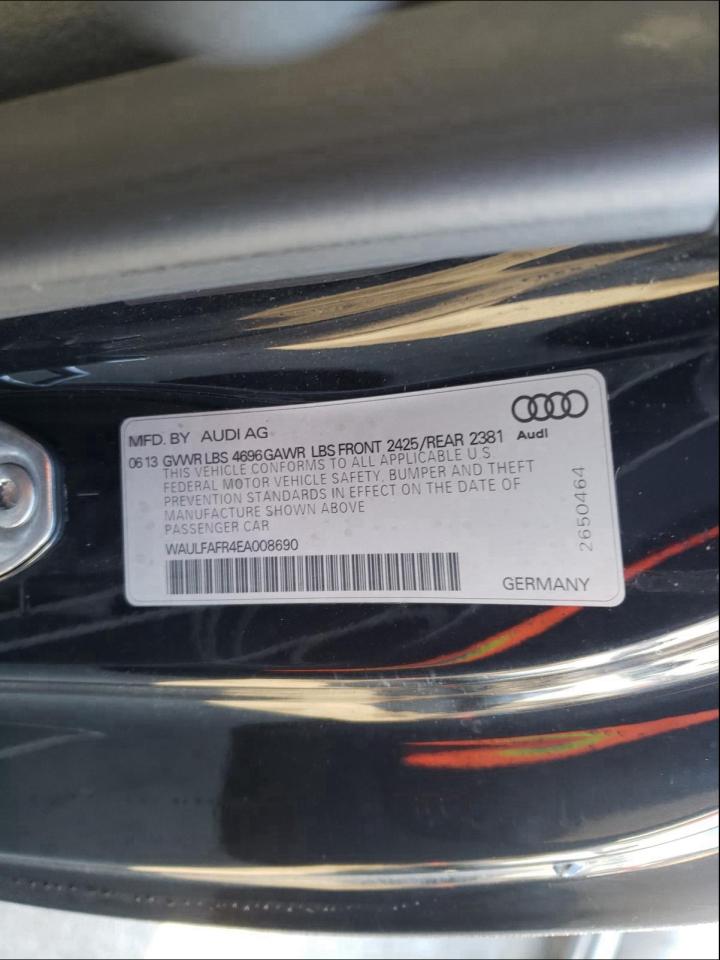 MFD. BY AUDI AG
06 13 GVWR LBS 4696 GAWR LBS FRONT 2425/REAR 2381
Audi
THIS VEHICLE CONFORMS TO ALL APPLICABLE U.S.
FEDERAL MOTOR VEHICLE SAFETY, BUMPER AND THEFT
PREVENTION STANDARDS IN EFFECT ON THE DATE OF
MANUFACTURE SHOWN ABOVE
PASSENGER CAR
WAULFAFR4EA008690
GERMANY
2650464